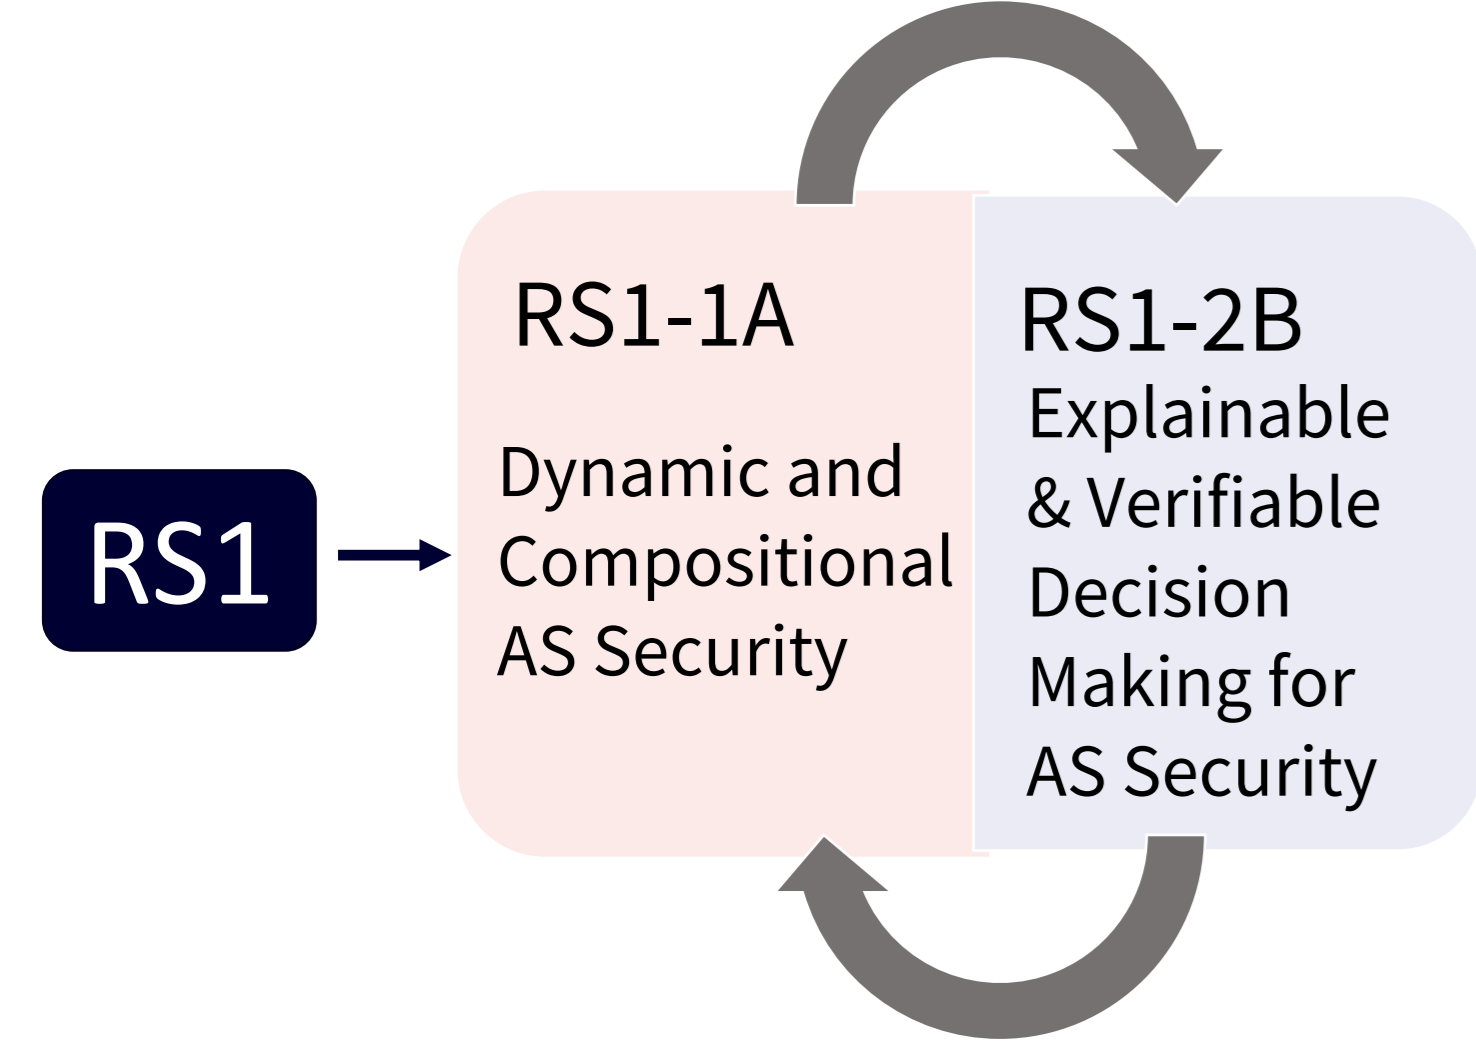 RS1
RS1-1A
Dynamic and
Compositional
AS Security
RS1-2B
Explainable
& Verifiable
Decision
Making for
AS Security